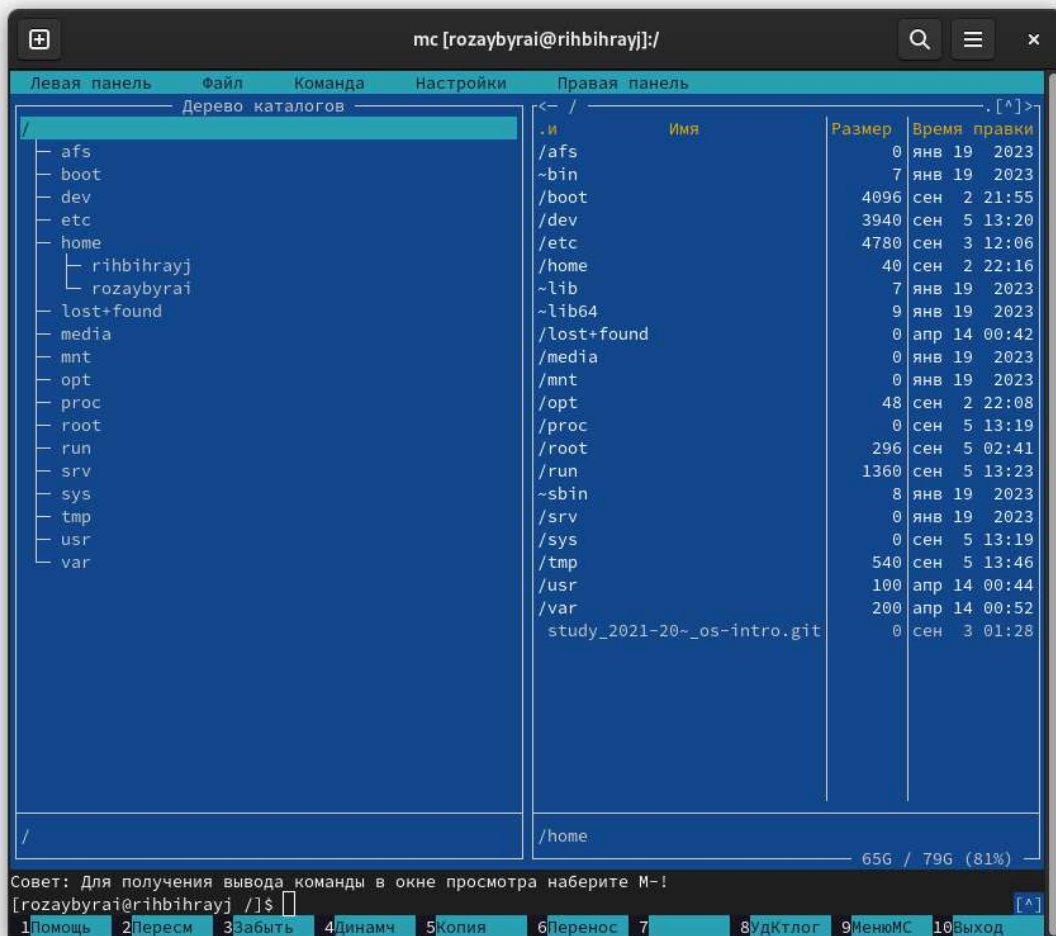 mc [rozaybyrai@rihbihrayj]:/
Левая панель Файл Команда Настройки Правая панель
Дерево каталогов
/
afs
boot
dev
etc
home
rihbihrayj
rozaybyrai
lost+found
media
mnt
opt
proc
root
run
srv
sys
tmp
usr
var
/
<- / .[^]>
.и Имя Размер Время правки
/afs 0 янв 19 2023
~bin 7 янв 19 2023
/boot 4096 сен 2 21:55
/dev 3940 сен 5 13:20
/etc 4780 сен 3 12:06
/home 40 сен 2 22:16
~lib 7 янв 19 2023
~lib64 9 янв 19 2023
/lost+found 0 апр 14 00:42
/media 0 янв 19 2023
/mnt 0 янв 19 2023
/opt 48 сен 2 22:08
/proc 0 сен 5 13:19
/root 296 сен 5 02:41
/run 1360 сен 5 13:23
~sbin 8 янв 19 2023
/srv 0 янв 19 2023
/sys 0 сен 5 13:19
/tmp 540 сен 5 13:46
/usr 100 апр 14 00:44
/var 200 апр 14 00:52
study_2021-20~_os-intro.git 0 сен 3 01:28
/home
65G / 79G (81%)
Совет: Для получения вывода команды в окне просмотра наберите M-!
[rozaybyrai@rihbihrayj /]$ [^]
1Помощь 2Пересм 3Забыть 4Динамч 5Копия 6Перенос 7 8УдКтлог 9МенюMC 10Выход